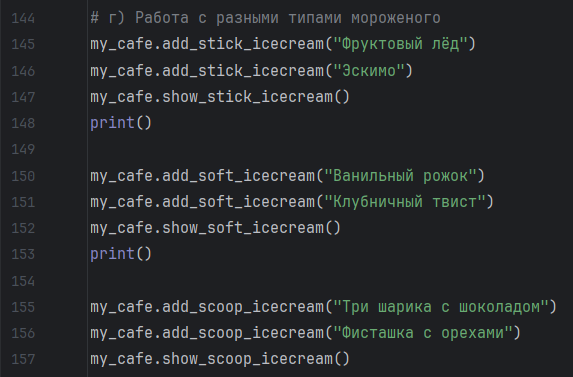 144 # г) Работа с разными типами мороженого
145 my_cafe.add_stick_icecream("Фруктовый лёд")
146 my_cafe.add_stick_icecream("Эскимо")
147 my_cafe.show_stick_icecream()
148 print()
149
150 my_cafe.add_soft_icecream("Ванильный рожок")
151 my_cafe.add_soft_icecream("Клубничный твист")
152 my_cafe.show_soft_icecream()
153 print()
154
155 my_cafe.add_scoop_icecream("Три шарика с шоколадом")
156 my_cafe.add_scoop_icecream("Фисташка с орехами")
157 my_cafe.show_scoop_icecream()